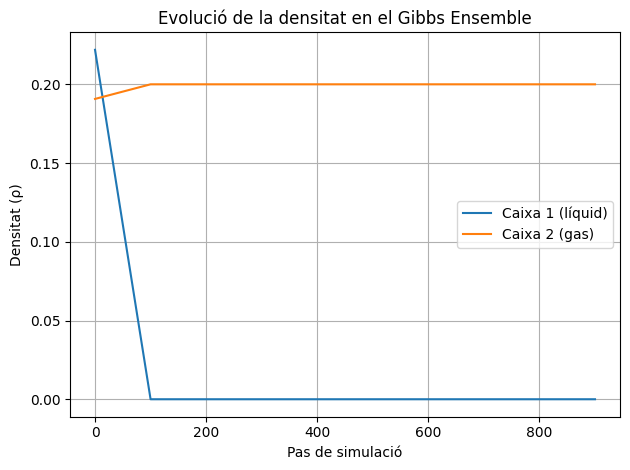 Evolució de la densitat en el Gibbs Ensemble
Densitat (ρ)
0.20
0.15
0.10
0.05
0.00
Caixa 1 (líquid)
Caixa 2 (gas)
0 200 400 600 800
Pas de simulació